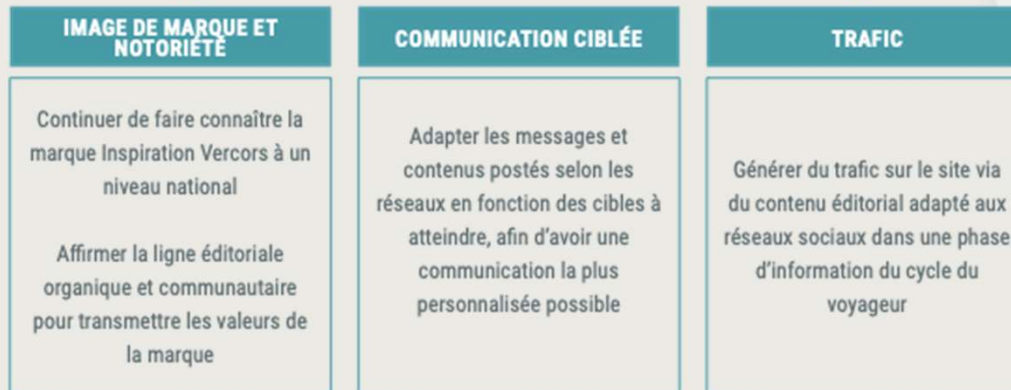 IMAGE DE MARQUE ET
NOTORIÉTÉ
Continuer de faire connaître la
marque Inspiration Vercors à un
niveau national
Affirmer la ligne éditoriale
organique et communautaire
pour transmettre les valeurs de
la marque
COMMUNICATION CIBLÉE
Adapter les messages et
contenus postés selon les
réseaux en fonction des cibles à
atteindre, afin d’avoir une
communication la plus
personnalisée possible
TRAFIC
Générer du trafic sur le site via
du contenu éditorial adapté aux
réseaux sociaux dans une phase
d’information du cycle du
voyageur